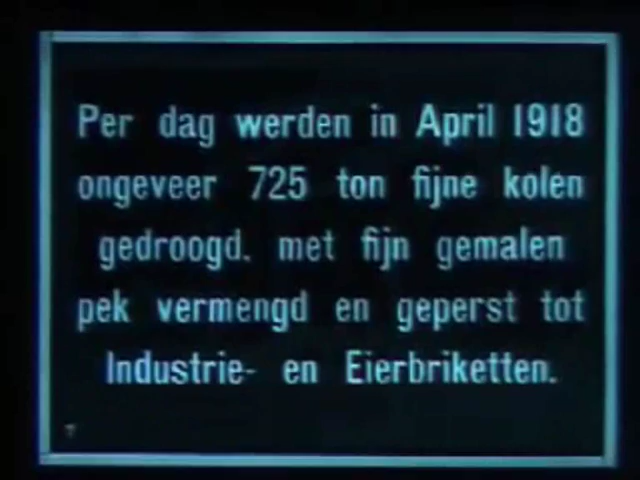 Per dag werden in April 1918
ongeveer 725 ton fijne kolen
gedroogd. met fijn gemalen
pek vermengd en geperst tot
Industrie- en Eierbriketten.